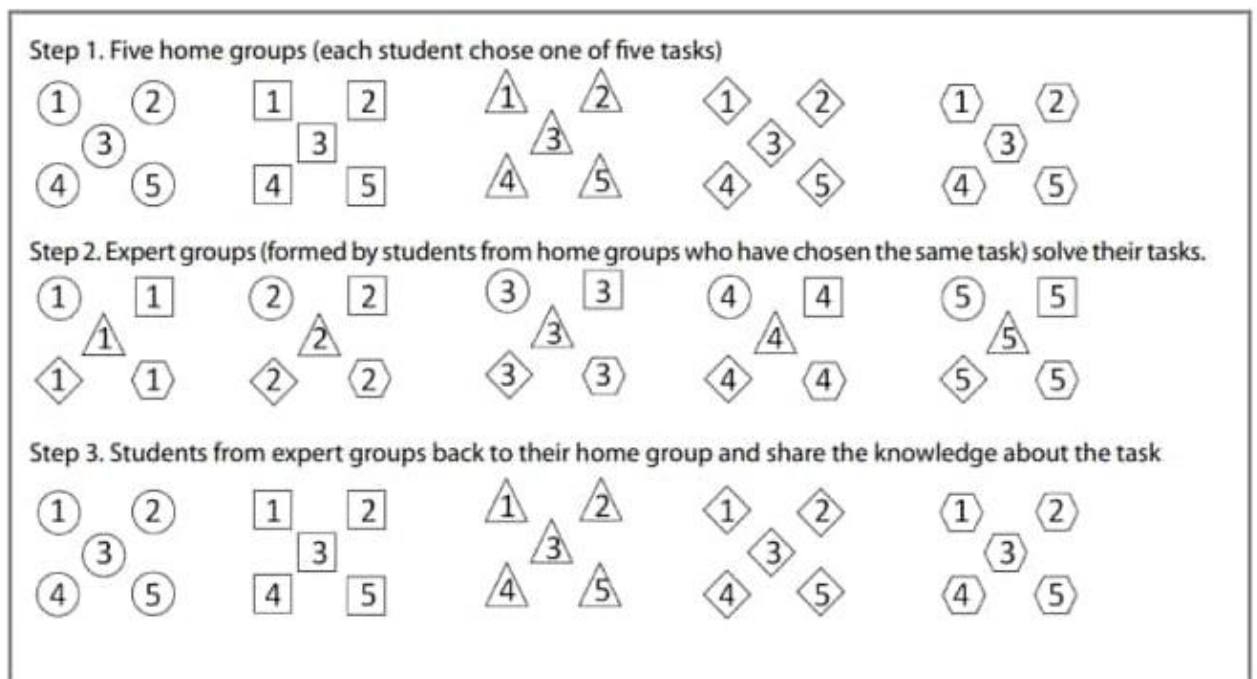 Step 1. Five home groups (each student chose one of five tasks)
1 2 1 2 1 2 1 2 1 2
3 3 3 3 3
4 5 4 5 4 5 4 5 4 5
Step 2. Expert groups (formed by students from home groups who have chosen the same task) solve their tasks.
1 1 2 2 3 3 4 4 5 5
1 2 3 4 5
1 1 2 2 3 3 4 4 5 5
Step 3. Students from expert groups back to their home group and share the knowledge about the task
1 2 1 2 1 2 1 2 1 2
3 3 3 3 3
4 5 4 5 4 5 4 5 4 5